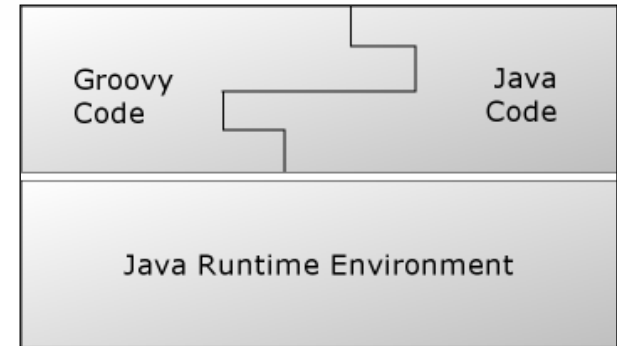 Groovy
Code
Java
Code
Java Runtime Environment